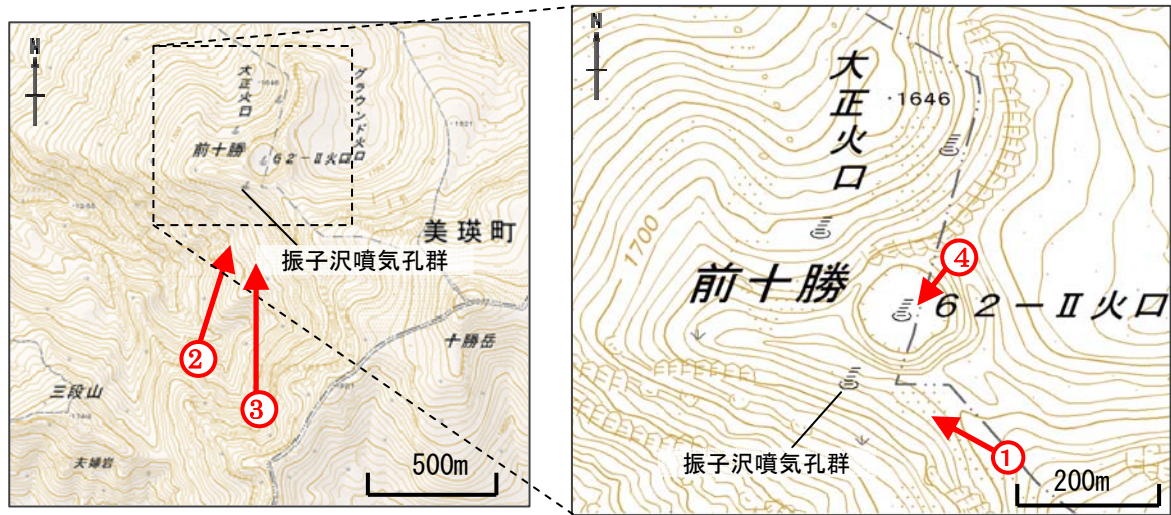 N
大正火口
・1646
グラウンド火口
・1821
前十勝
62-Ⅱ火口
1700
美瑛町
振子沢噴気孔群
②
③
十勝岳
三段山
夫婦岩
500m
N
大正火口
・1646
1700
前十勝
④
62-Ⅱ火口
振子沢噴気孔群
①
200m